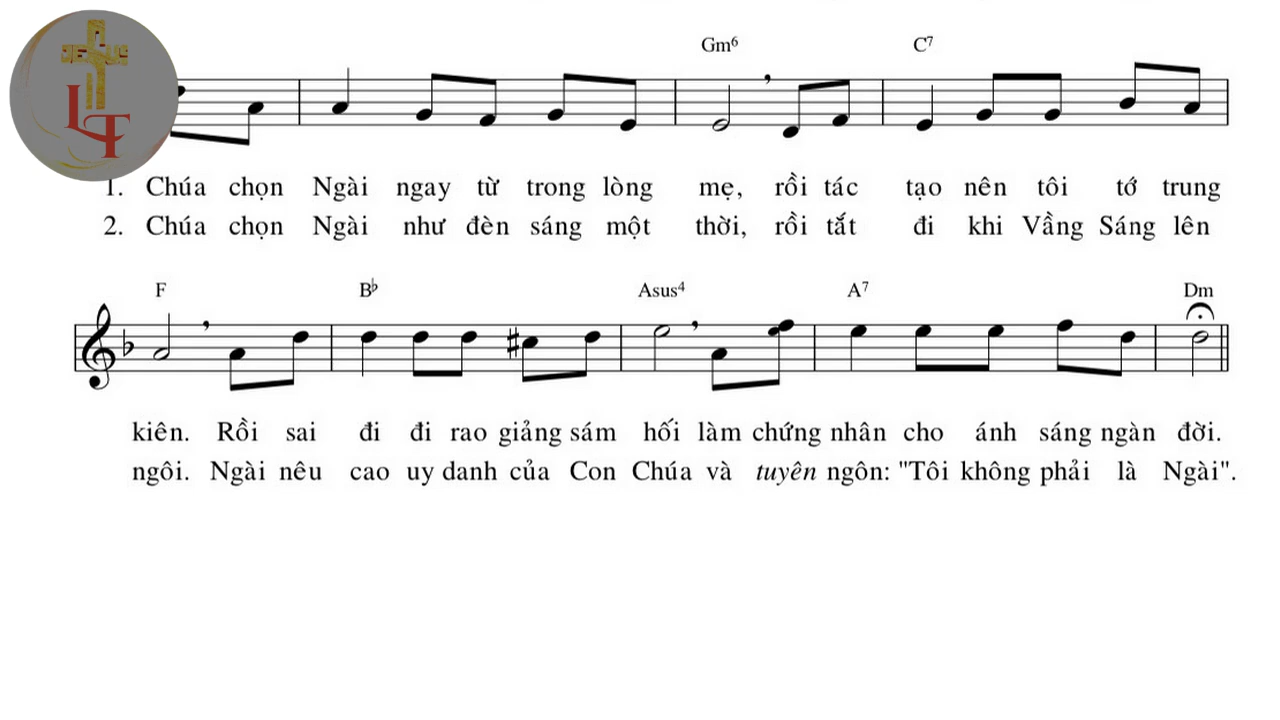 JESUS
LT
Gm6 C7
1. Chúa chọn Ngài ngay từ trong lòng mẹ, rồi tác tạo nên tôi tớ trung
2. Chúa chọn Ngài như đèn sáng một thời, rồi tắt đi khi Vầng Sáng lên
F B♭ Asus4 A7 Dm
kiên. Rồi sai đi đi rao giảng sám hối làm chứng nhân cho ánh sáng ngàn đời.
ngôi. Ngài nêu cao uy danh của Con Chúa và tuyên ngôn: "Tôi không phải là Ngài".